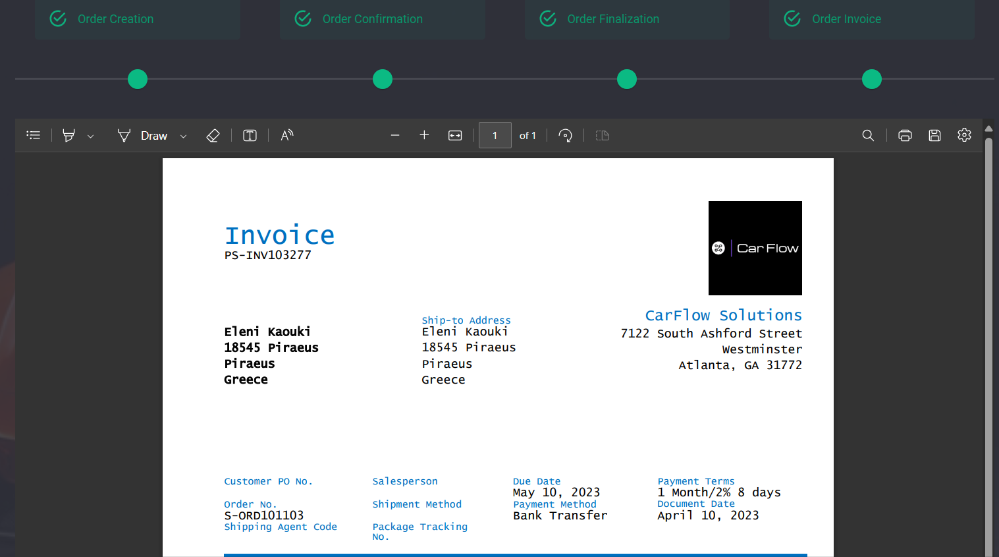 Order Creation
Order Confirmation
Order Finalization
Order Invoice
Draw
1 of 1
Invoice
PS-INV103277
Car Flow
CarFlow Solutions
7122 South Ashford Street
Westminster
Atlanta, GA 31772
Eleni Kaouki
18545 Piraeus
Piraeus
Greece
Ship-to Address
Eleni Kaouki
18545 Piraeus
Piraeus
Greece
Customer PO No.
Salesperson
Due Date
May 10, 2023
Payment Terms
1 Month/2% 8 days
Order No.
S-ORD101103
Shipment Method
Payment Method
Bank Transfer
Document Date
April 10, 2023
Shipping Agent Code
Package Tracking
No.